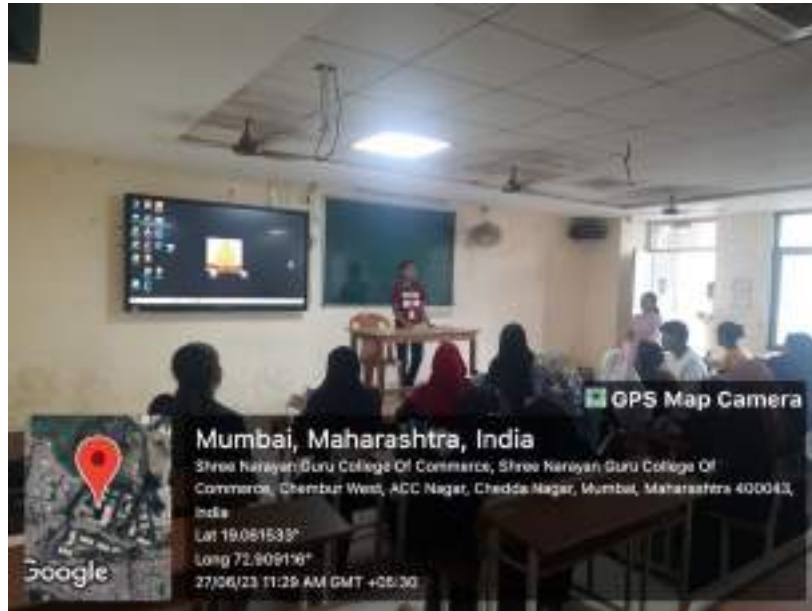 GPS Map Camera
Mumbai, Maharashtra, India
Shree Narayan Guru College Of Commerce, Shree Narayan Guru College Of
Commerce, Chembur West, ACC Nagar, Chedda Nagar, Mumbai, Maharashtra 400043,
India
Lat 19.061533°
Long 72.909116°
27/06/23 11:29 AM GMT +05:30
Google